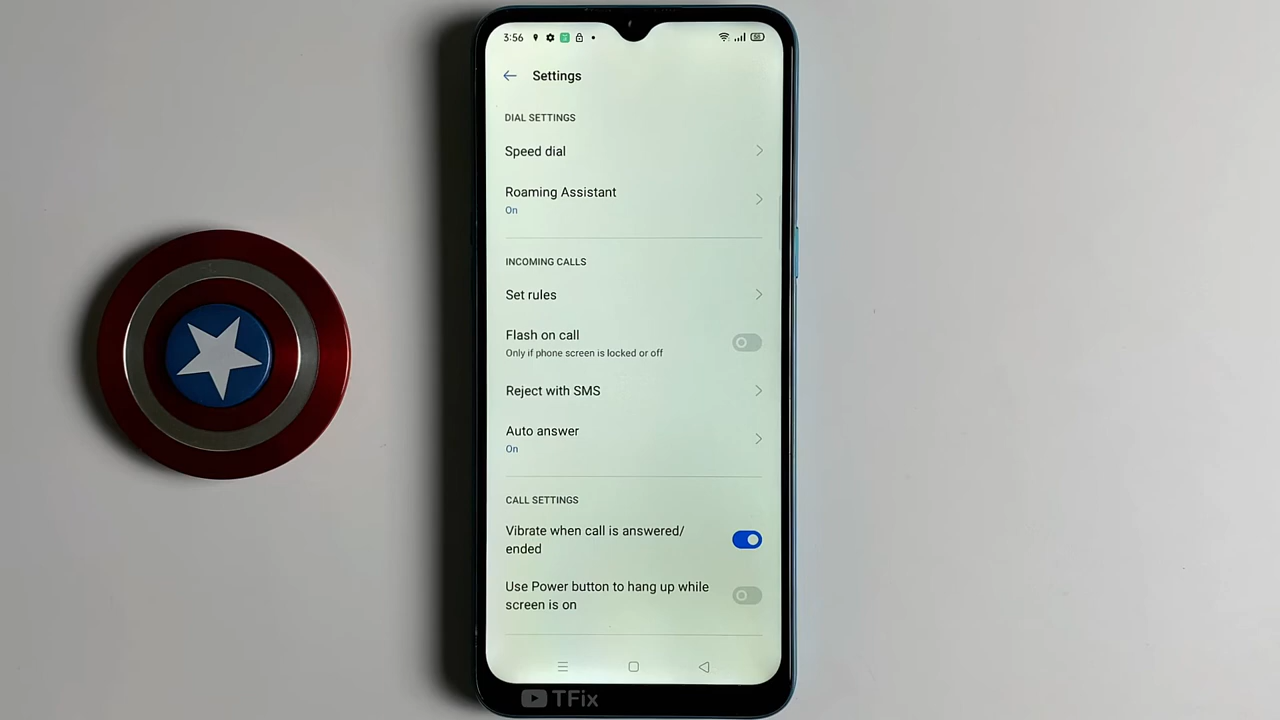 3:56
58
Settings
DIAL SETTINGS
Speed dial
Roaming Assistant
On
INCOMING CALLS
Set rules
Flash on call
Only if phone screen is locked or off
Reject with SMS
Auto answer
On
CALL SETTINGS
Vibrate when call is answered/
ended
Use Power button to hang up while
screen is on
TFix